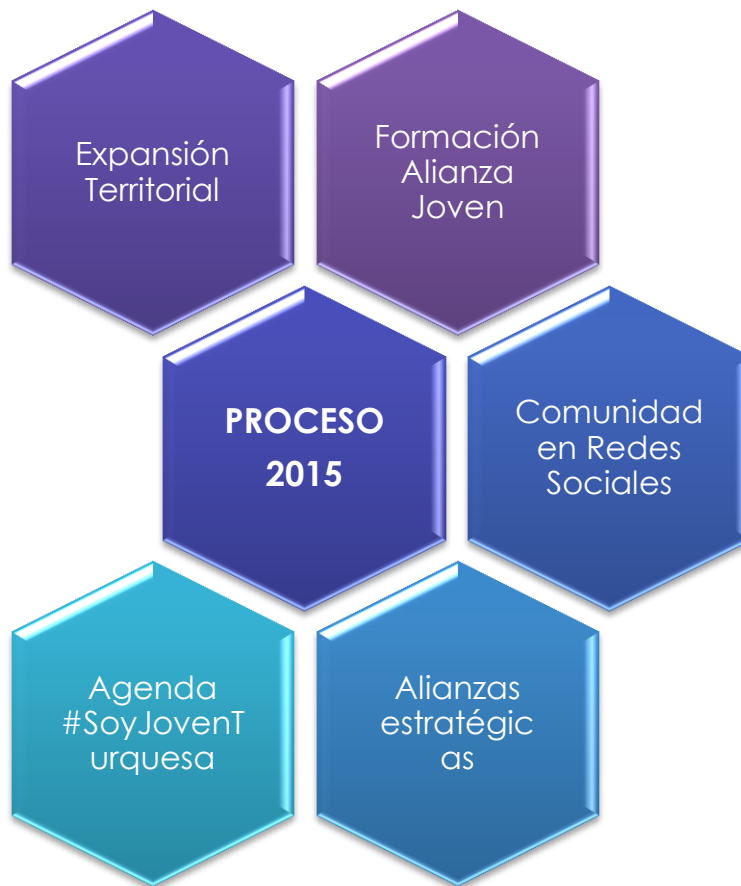 Expansión
Territorial
Formación
Alianza
Joven
PROCESO
2015
Comunidad
en Redes
Sociales
Agenda
#SoyJovenT
urquesa
Alianzas
estratégic
as